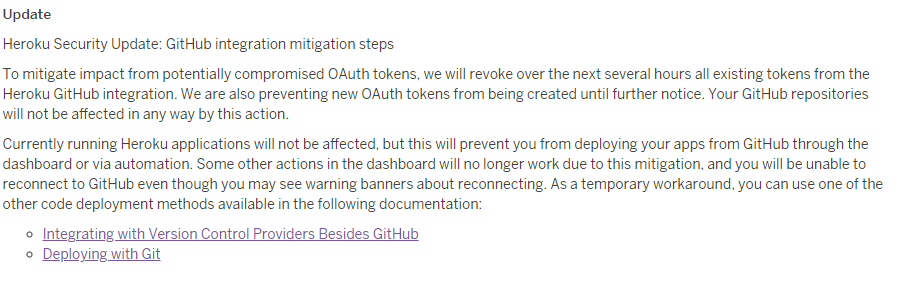 Update
Heroku Security Update: GitHub integration mitigation steps
To mitigate impact from potentially compromised OAuth tokens, we will revoke over the next several hours all existing tokens from the
Heroku GitHub integration. We are also preventing new OAuth tokens from being created until further notice. Your GitHub repositories
will not be affected in any way by this action.
Currently running Heroku applications will not be affected, but this will prevent you from deploying your apps from GitHub through the
dashboard or via automation. Some other actions in the dashboard will no longer work due to this mitigation, and you will be unable to
reconnect to GitHub even though you may see warning banners about reconnecting. As a temporary workaround, you can use one of the
other code deployment methods available in the following documentation:
Integrating with Version Control Providers Besides GitHub
Deploying with Git